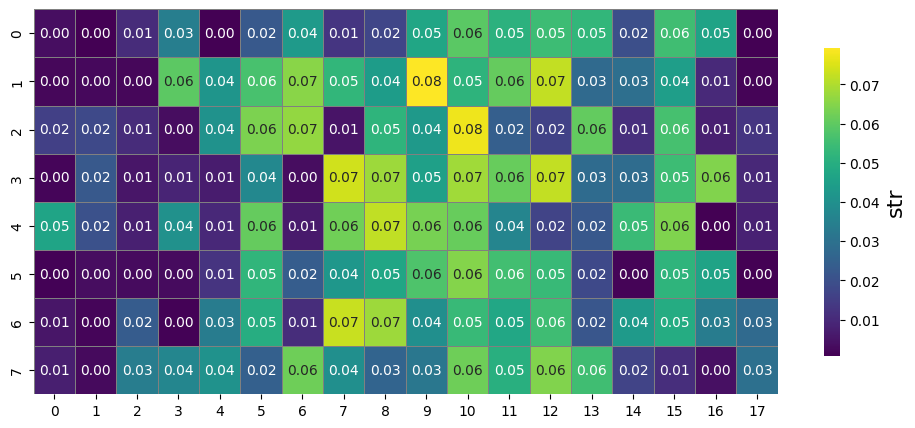 0 0.00 0.00 0.01 0.03 0.00 0.02 0.04 0.01 0.02 0.05 0.06 0.05 0.05 0.05 0.02 0.06 0.05 0.00
1 0.00 0.00 0.00 0.06 0.04 0.06 0.07 0.05 0.04 0.08 0.05 0.06 0.07 0.03 0.03 0.04 0.01 0.00
2 0.02 0.02 0.01 0.00 0.04 0.06 0.07 0.01 0.05 0.04 0.08 0.02 0.02 0.06 0.01 0.06 0.01 0.01
3 0.00 0.02 0.01 0.01 0.01 0.04 0.00 0.07 0.07 0.05 0.07 0.06 0.07 0.03 0.03 0.05 0.06 0.01
4 0.05 0.02 0.01 0.04 0.01 0.06 0.01 0.06 0.07 0.06 0.06 0.04 0.02 0.02 0.05 0.06 0.00 0.01
5 0.00 0.00 0.00 0.00 0.01 0.05 0.02 0.04 0.05 0.06 0.06 0.06 0.05 0.02 0.00 0.05 0.05 0.00
6 0.01 0.00 0.02 0.00 0.03 0.05 0.01 0.07 0.07 0.04 0.05 0.05 0.06 0.02 0.04 0.05 0.03 0.03
7 0.01 0.00 0.03 0.04 0.04 0.02 0.06 0.04 0.03 0.03 0.06 0.05 0.06 0.06 0.02 0.01 0.00 0.03
0 1 2 3 4 5 6 7 8 9 10 11 12 13 14 15 16 17
0.07
0.06
0.05
0.04
0.03
0.02
0.01
str